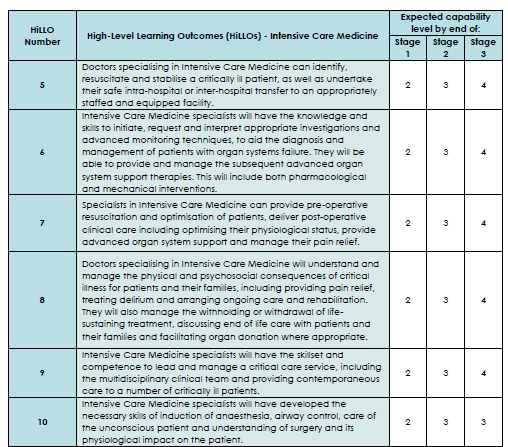 HiLLO
Number
High-Level Learning Outcomes (HiLLOs) - Intensive Care Medicine
Expected capability
level by end of:
Stage
1
Stage
2
Stage
3
5
Doctors specialising in Intensive Care Medicine can identify,
resuscitate and stabilise a critically ill patient, as well as undertake
their safe intra-hospital or inter-hospital transfer to an appropriately
staffed and equipped facility.
2
3
4
6
Intensive Care Medicine specialists will have the knowledge and
skills to initiate, request and interpret appropriate investigations and
advanced monitoring techniques, to aid the diagnosis and
management of patients with organ systems failure. They will be
able to provide and manage the subsequent advanced organ
system support therapies. This will include both pharmacological
and mechanical interventions.
2
3
4
7
Specialists in Intensive Care Medicine can provide pre-operative
resuscitation and optimisation of patients, deliver post-operative
clinical care including optimising their physiological status, provide
advanced organ system support and manage their pain relief.
2
3
4
8
Doctors specialising in Intensive Care Medicine will understand and
manage the physical and psychosocial consequences of critical
illness for patients and their families, including providing pain relief,
treating delirium and arranging ongoing care and rehabilitation.
They will also manage the withholding or withdrawal of life-
sustaining treatment, discussing end of life care with patients and
their families and facilitating organ donation where appropriate.
2
3
4
9
Intensive Care Medicine specialists will have the skillset and
competence to lead and manage a critical care service, including
the multidisciplinary clinical team and providing contemporaneous
care to a number of critically ill patients.
2
3
4
10
Intensive Care Medicine specialists will have developed the
necessary skills of induction of anaesthesia, airway control, care of
the unconscious patient and understanding of surgery and its
physiological impact on the patient.
2
3
3